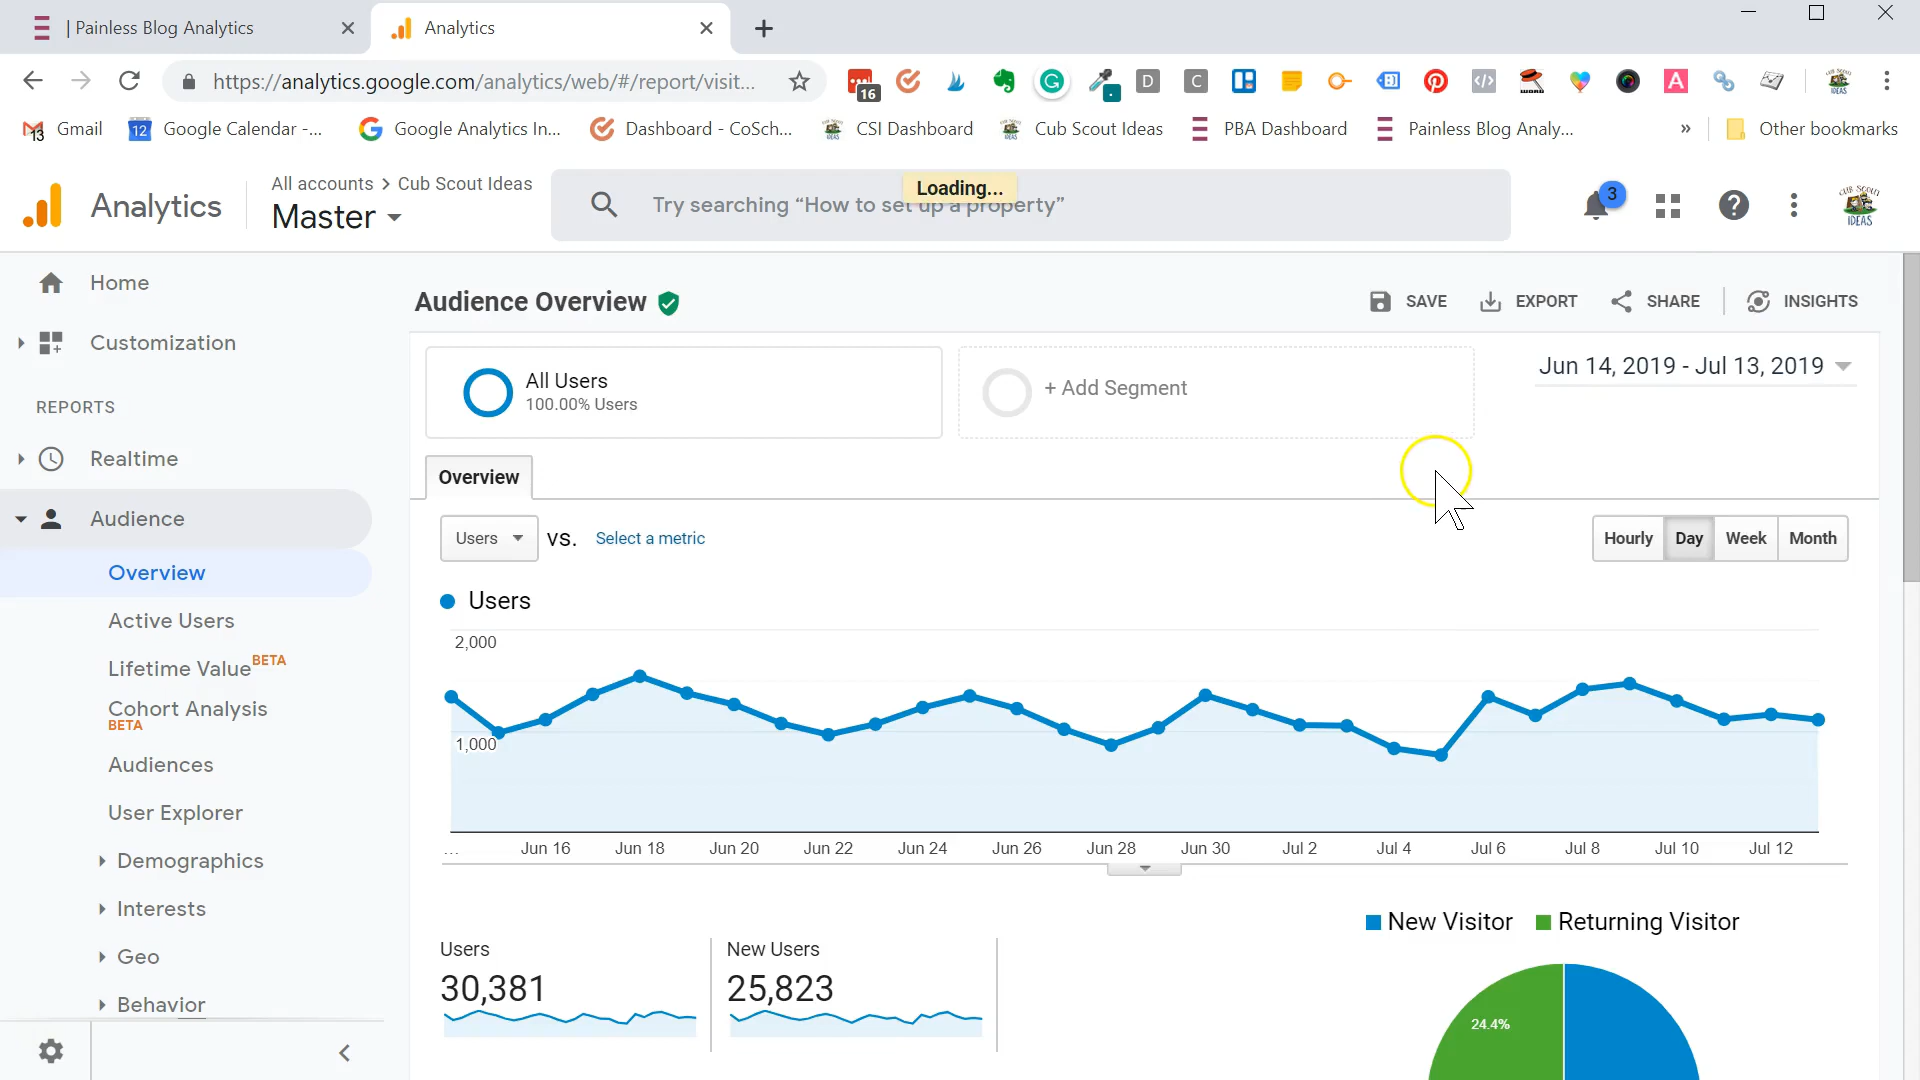 | Painless Blog Analytics
Analytics
https://analytics.google.com/analytics/web/#/report/visit...
16
D
C
A
13 Gmail
12 Google Calendar -...
Google Analytics In...
Dashboard - CoSch...
CSI Dashboard
Cub Scout Ideas
PBA Dashboard
Painless Blog Analy...
»
Other bookmarks
Analytics
All accounts > Cub Scout Ideas
Master
Loading...
Try searching “How to set up a property”
3
CUB SCOUT
IDEAS
Home
Customization
REPORTS
Realtime
Audience
Overview
Active Users
Lifetime Value BETA
Cohort Analysis
BETA
Audiences
User Explorer
Demographics
Interests
Geo
Behavior
Audience Overview
SAVE
EXPORT
SHARE
INSIGHTS
All Users
100.00% Users
+ Add Segment
Jun 14, 2019 - Jul 13, 2019
Overview
Users
VS.
Select a metric
Hourly Day Week Month
Users
2,000
1,000
... Jun 16 Jun 18 Jun 20 Jun 22 Jun 24 Jun 26 Jun 28 Jun 30 Jul 2 Jul 4 Jul 6 Jul 8 Jul 10 Jul 12
New Visitor Returning Visitor
Users
30,381
New Users
25,823
24.4%